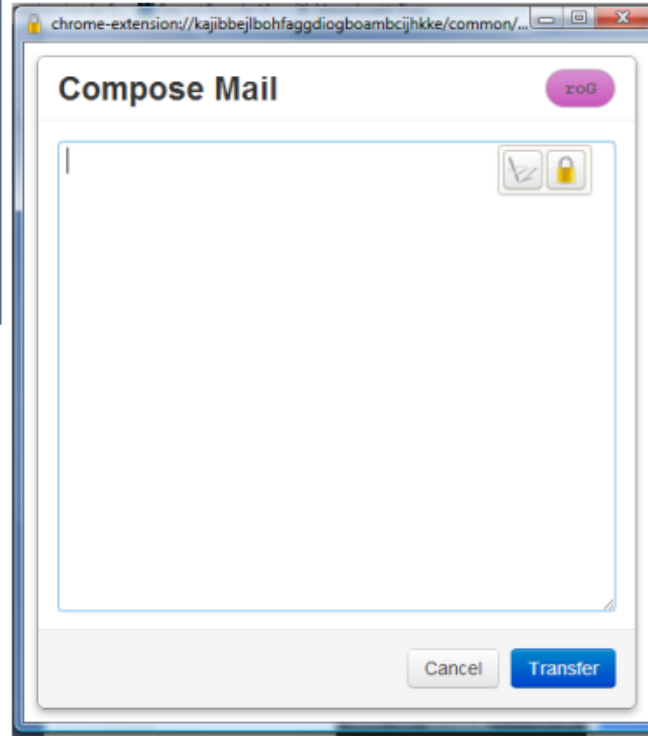 chrome-extension://kajibbejlbohfaggdiogboambcijhkke/common/...
Compose Mail
roG
Cancel
Transfer